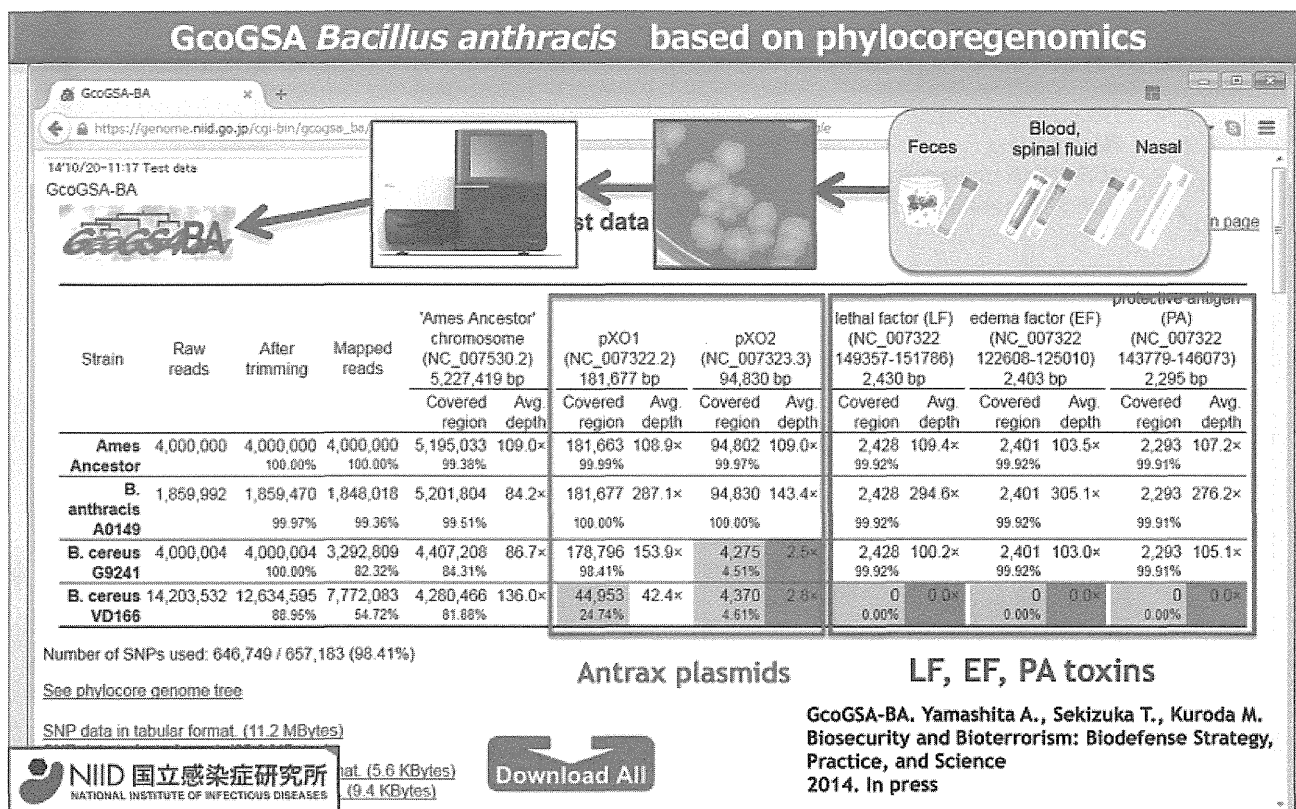 GcoGSA Bacillus anthracis based on phylocoregenomics
GcoGSA-BA
https://genome.niid.go.jp/cgi-bin/gcogsa_ba/
14'10/20-11:17 Test data
GcoGSA-BA
GCOGSA-BA
st data
n page
Feces
Blood,
spinal fluid
Nasal
Strain
Raw
reads
After
trimming
Mapped
reads
'Ames Ancestor'
chromosome
(NC_007530.2)
5,227,419 bp
pXO1
(NC_007322.2)
181,677 bp
pXO2
(NC_007323.3)
94,830 bp
lethal factor (LF)
(NC_007322
149357-151786)
2,430 bp
edema factor (EF)
(NC_007322
122608-125010)
2,403 bp
protective antigen
(PA)
(NC_007322
143779-146073)
2,295 bp
Covered region Avg. depth Covered region Avg. depth Covered region Avg. depth Covered region Avg. depth Covered region Avg. depth Covered region Avg. depth
Ames 4,000,000 4,000,000 4,000,000 5,195,033 109.0× 181,663 108.9× 94,802 109.0× 2,428 109.4× 2,401 103.5× 2,293 107.2×
Ancestor 100.00% 100.00% 99.38% 99.99% 99.97% 99.92% 99.92% 99.91%
B. 1,859,992 1,859,470 1,848,018 5,201,804 84.2× 181,677 287.1× 94,830 143.4× 2,428 294.6× 2,401 305.1× 2,293 276.2×
anthracis
A0149 99.97% 99.36% 99.51% 100.00% 100.00% 99.92% 99.92% 99.91%
B. cereus 4,000,004 4,000,004 3,292,809 4,407,208 86.7× 178,796 153.9× 4,275 2.5× 2,428 100.2× 2,401 103.0× 2,293 105.1×
G9241 100.00% 82.32% 84.31% 98.41% 4.51% 99.92% 99.92% 99.91%
B. cereus 14,203,532 12,634,595 7,772,083 4,280,466 136.0× 44,953 42.4× 4,370 2.8× 0 0.0× 0 0.0× 0 0.0×
VD166 88.95% 54.72% 81.88% 24.74% 4.61% 0.00% 0.00% 0.00%
Number of SNPs used: 646,749 / 657,183 (98.41%)
See phylocore genome tree
SNP data in tabular format. (11.2 MBytes)
nat. (5.6 KBytes)
(9.4 KBytes)
Antrax plasmids
LF, EF, PA toxins
Download All
GcoGSA-BA. Yamashita A., Sekizuka T., Kuroda M.
Biosecurity and Bioterrorism: Biodefense Strategy,
Practice, and Science
2014. In press
NIID 国立感染症研究所
NATIONAL INSTITUTE OF INFECTIOUS DISEASES